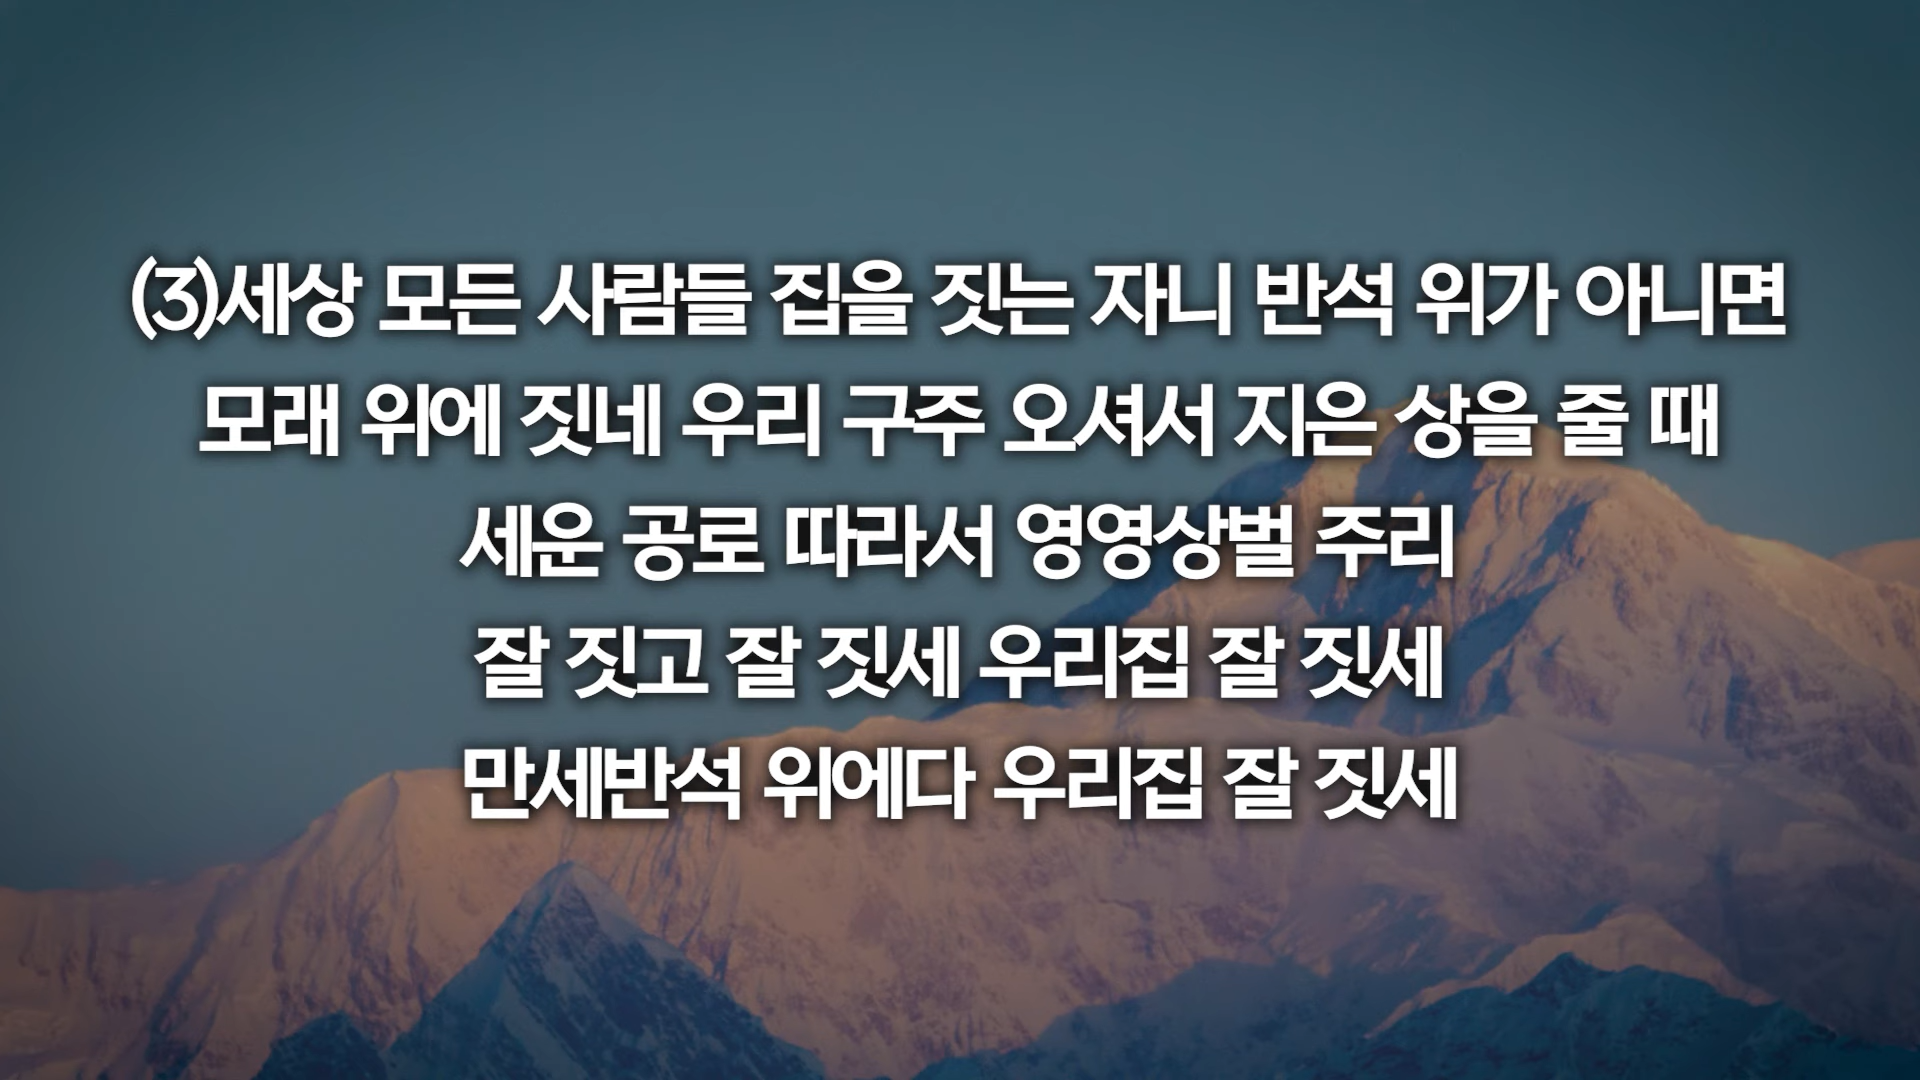 (3)세상 모든 사람들 집을 짓는 자니 반석 위가 아니면
모래 위에 짓네 우리 구주 오셔서 지은 상을 줄 때
세운 공로 따라서 영영상벌 주리
잘 짓고 잘 짓세 우리집 잘 짓세
만세반석 위에다 우리집 잘 짓세